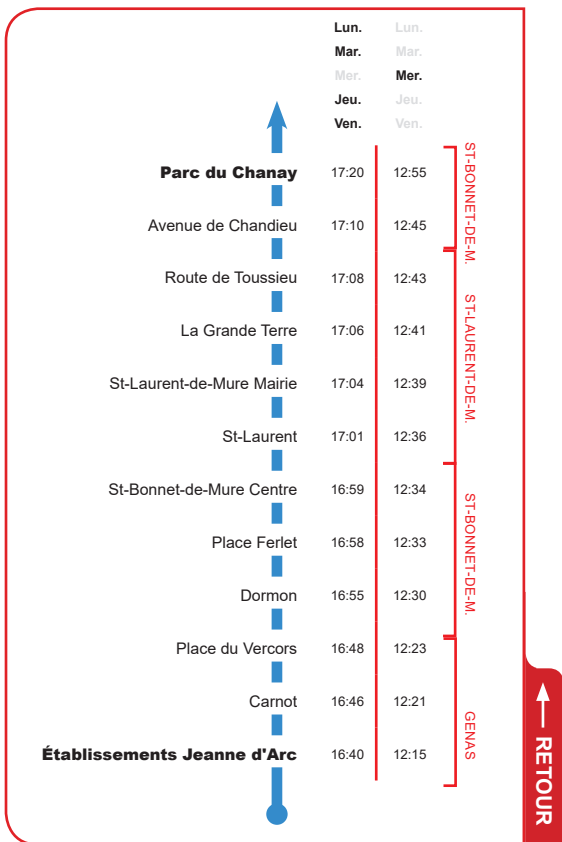 Lun. Lun.
Mar. Mar.
Mer. Mer.
Jeu. Jeu.
Ven. Ven.
Parc du Chanay 17:20 12:55
Avenue de Chandieu 17:10 12:45
Route de Toussieu 17:08 12:43
La Grande Terre 17:06 12:41
St-Laurent-de-Mure Mairie 17:04 12:39
St-Laurent 17:01 12:36
St-Bonnet-de-Mure Centre 16:59 12:34
Place Ferlet 16:58 12:33
Dormon 16:55 12:30
Place du Vercors 16:48 12:23
Carnot 16:46 12:21
Établissements Jeanne d'Arc 16:40 12:15
ST-BONNET-DE-M.
ST-LAURENT-DE-M.
ST-BONNET-DE-M.
GENAS
RETOUR